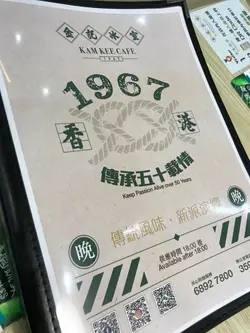 金記冰室
KAM KEE CAFE
1967
1967
香港
傳承五十載情
Keep Passion Alive over 50 Years
晚
傳統風味·新派演繹
晚
供應時間 18:00 後
Available after 18:00
6892 7800